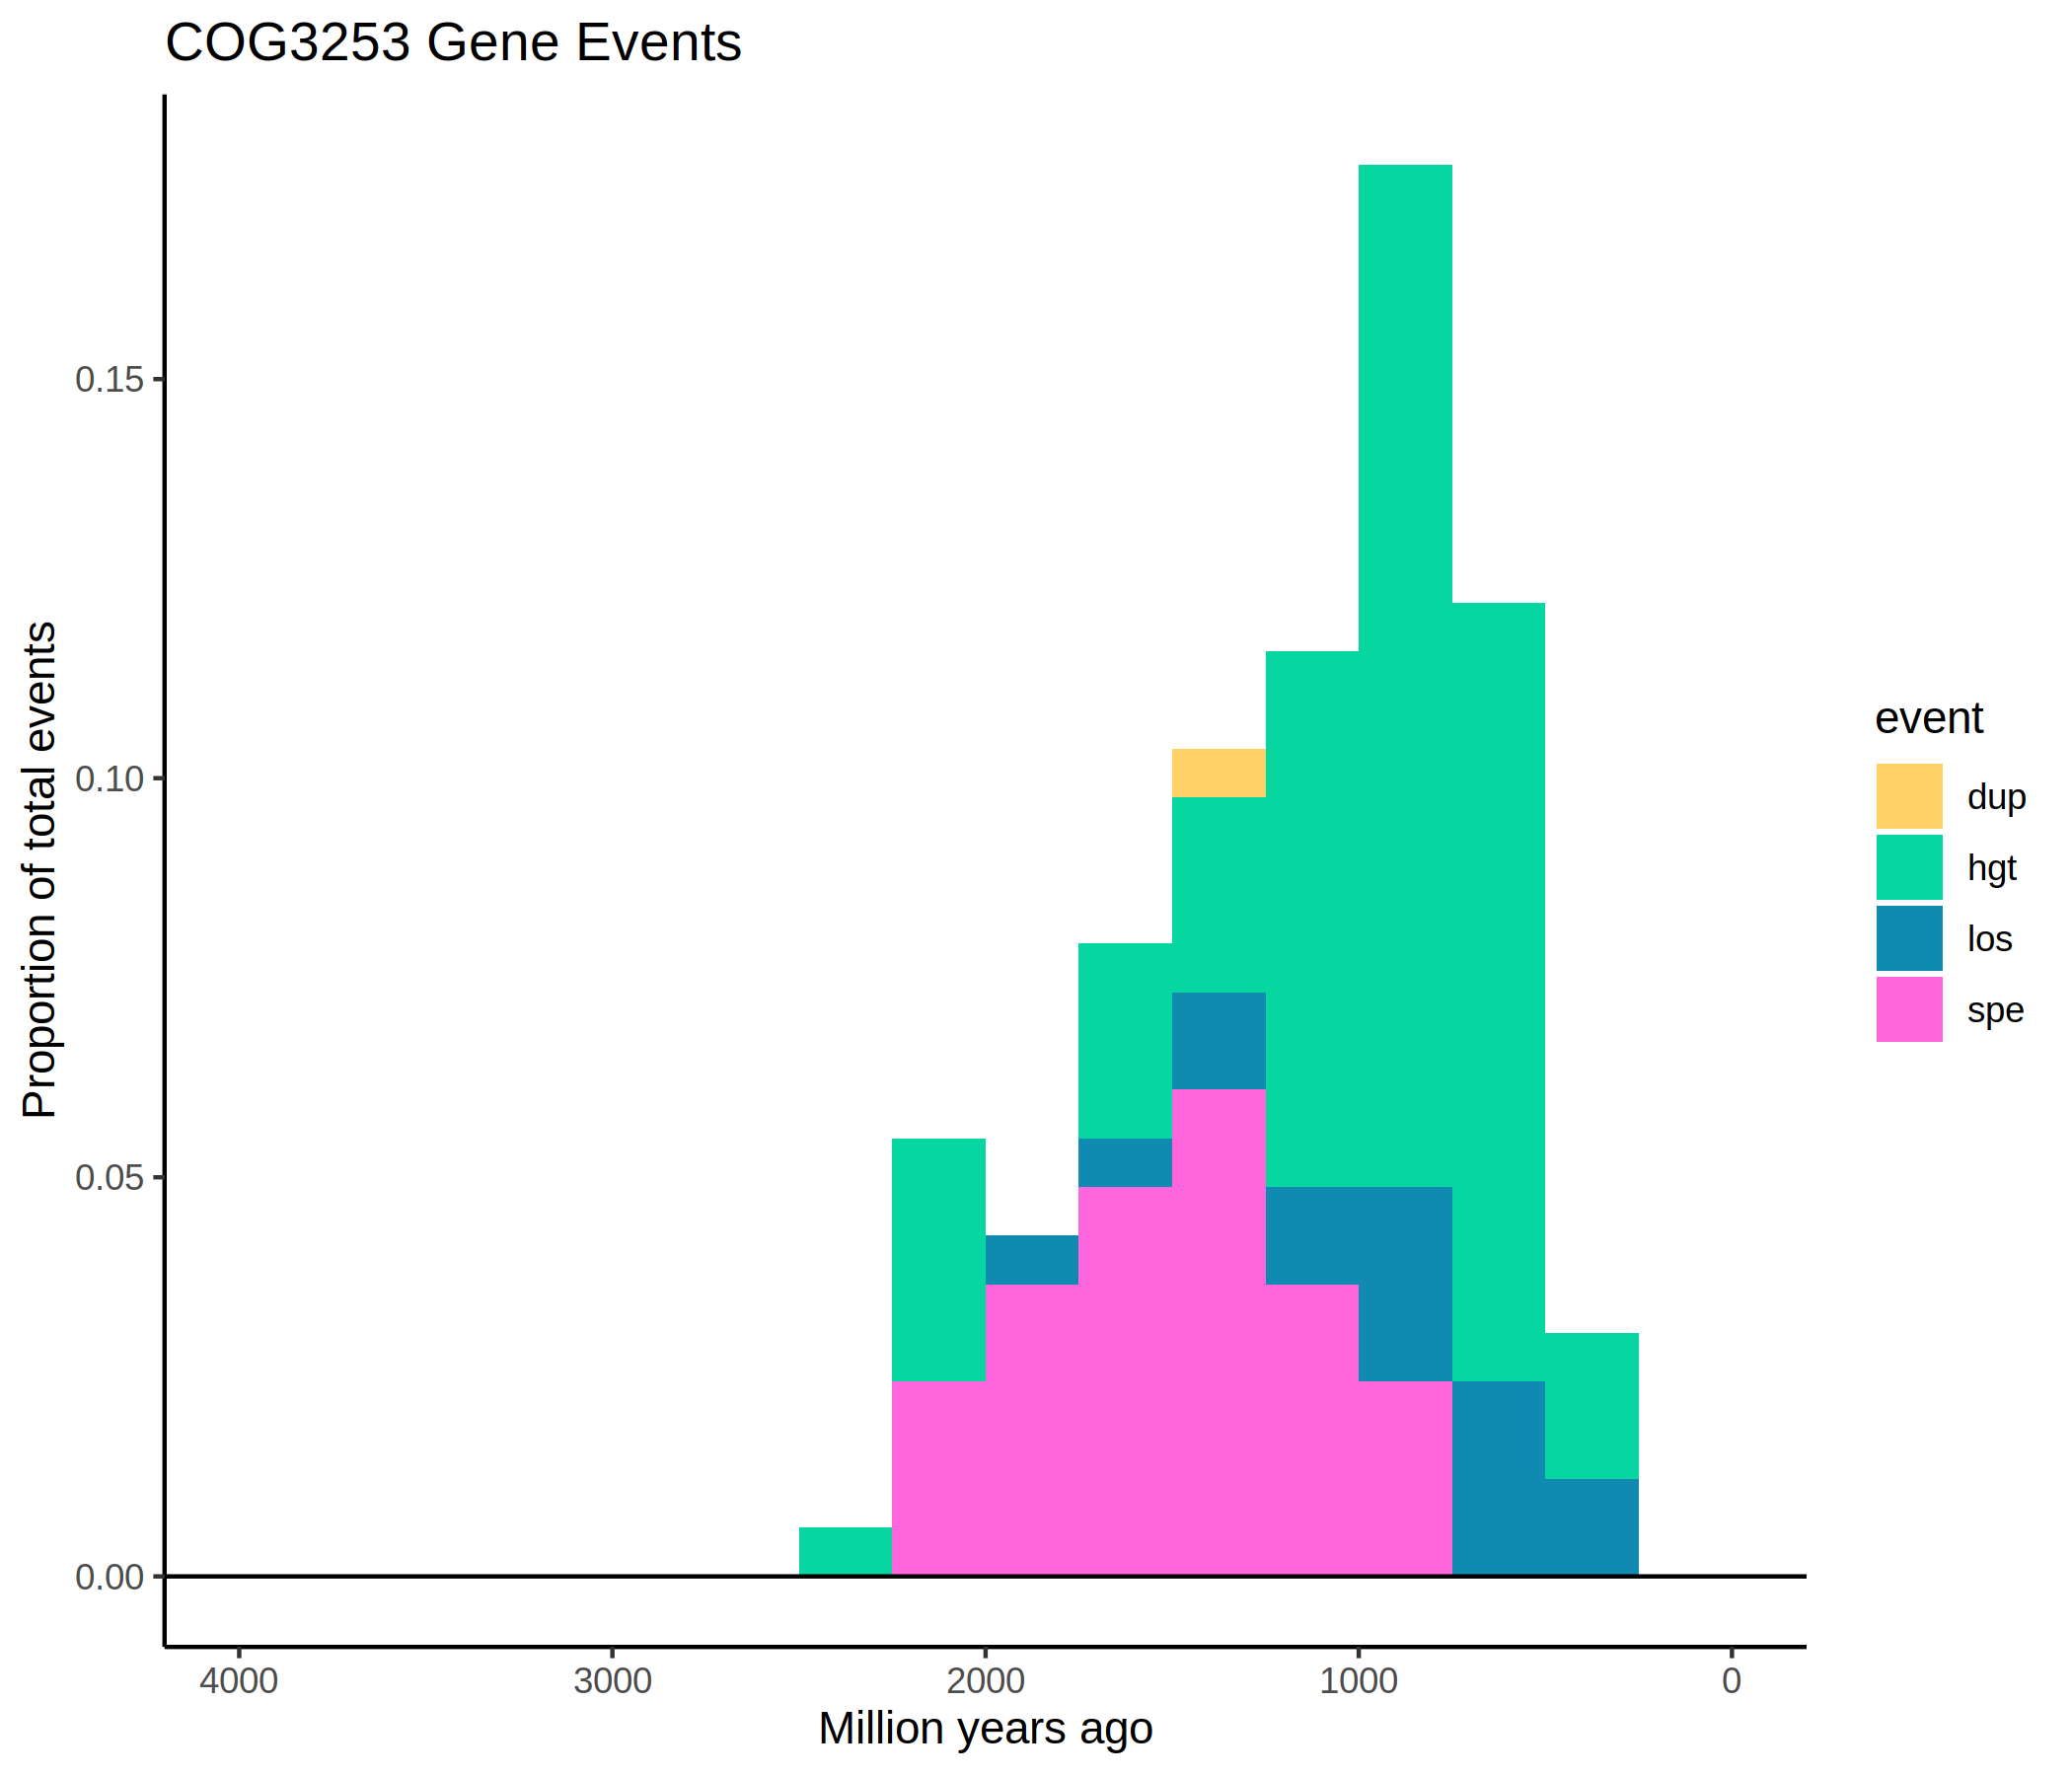 COG3253 Gene Events
Proportion of total events
0.15
0.10
0.05
0.00
4000 3000 2000 1000 0
Million years ago
event
dup
hgt
los
spe